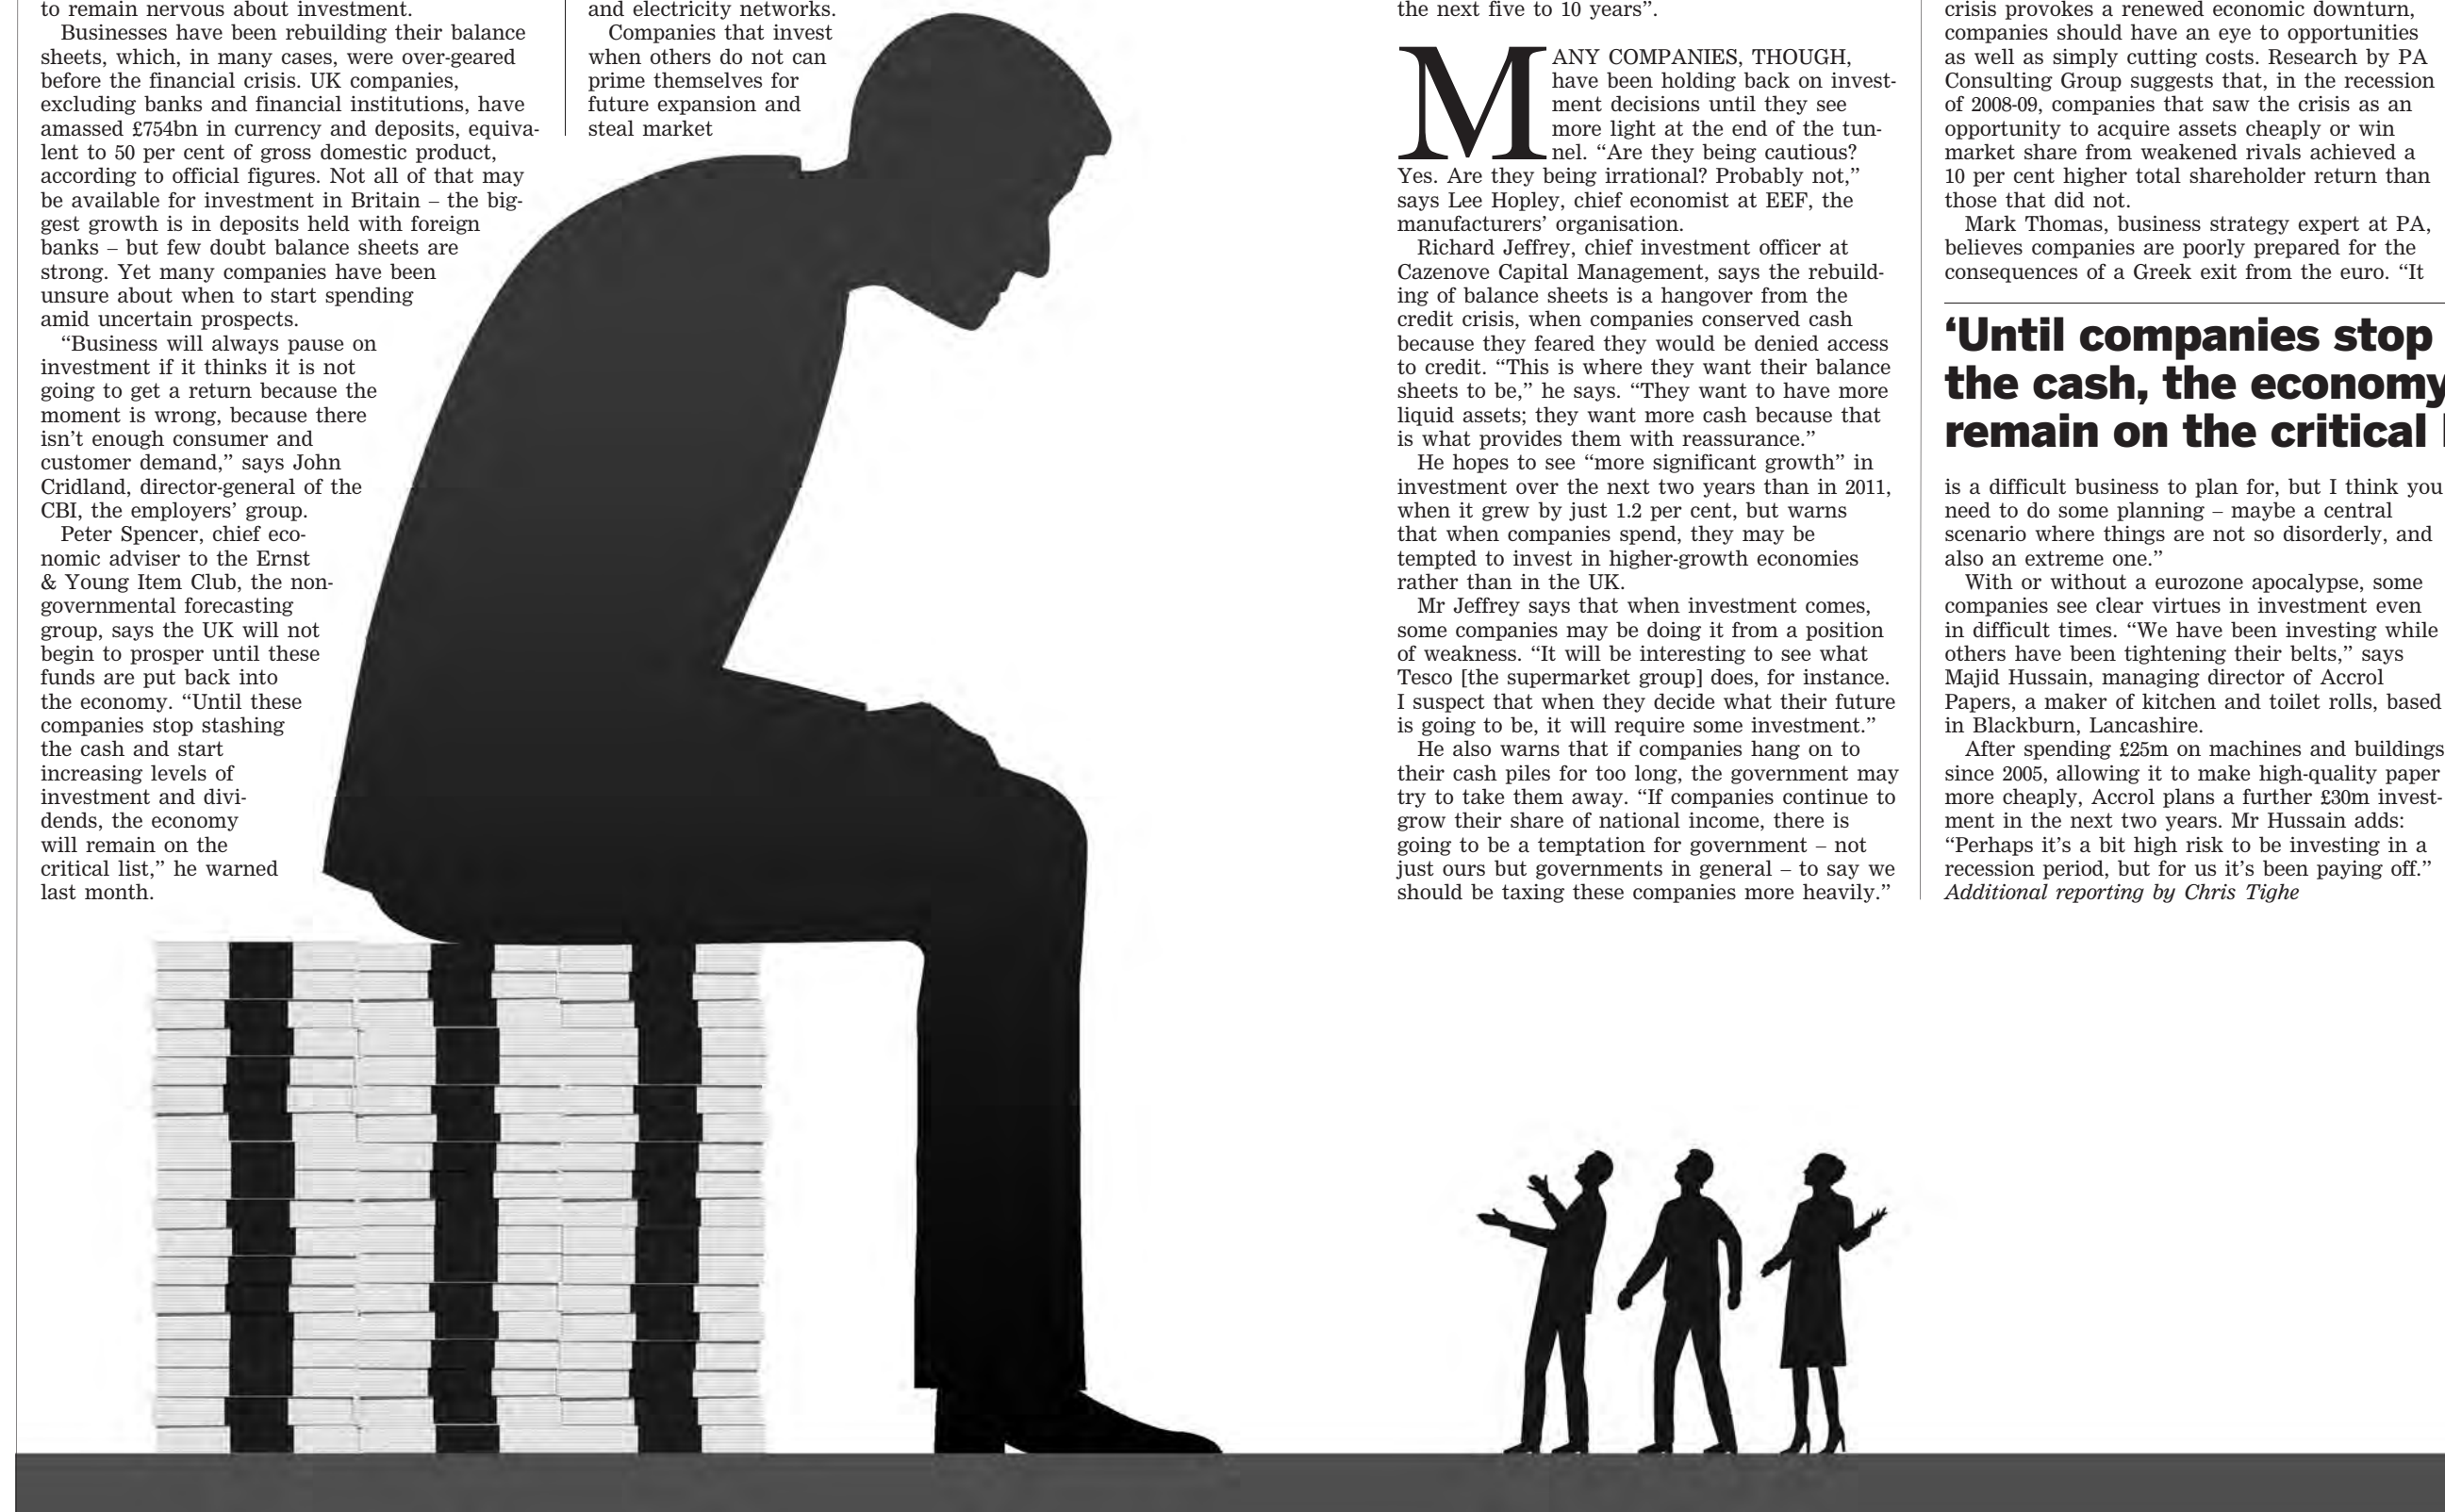 to remain nervous about investment.
Businesses have been rebuilding their balance
sheets, which, in many cases, were over-geared
before the financial crisis. UK companies,
excluding banks and financial institutions, have
amassed £754bn in currency and deposits, equiva-
lent to 50 per cent of gross domestic product,
according to official figures. Not all of that may
be available for investment in Britain – the big-
gest growth is in deposits held with foreign
banks – but few doubt balance sheets are
strong. Yet many companies have been
unsure about when to start spending
amid uncertain prospects.
“Business will always pause on
investment if it thinks it is not
going to get a return because the
moment is wrong, because there
isn’t enough consumer and
customer demand,” says John
Cridland, director-general of the
CBI, the employers’ group.
Peter Spencer, chief eco-
nomic adviser to the Ernst
& Young Item Club, the non-
governmental forecasting
group, says the UK will not
begin to prosper until these
funds are put back into
the economy. “Until these
companies stop stashing
the cash and start
increasing levels of
investment and divi-
dends, the economy
will remain on the
critical list,” he warned
last month.
and electricity networks.
Companies that invest
when others do not can
prime themselves for
future expansion and
steal market
the next five to 10 years”.
MANY COMPANIES, THOUGH,
have been holding back on invest-
ment decisions until they see
more light at the end of the tun-
nel. “Are they being cautious?
Yes. Are they being irrational? Probably not,”
says Lee Hopley, chief economist at EEF, the
manufacturers’ organisation.
Richard Jeffrey, chief investment officer at
Cazenove Capital Management, says the rebuild-
ing of balance sheets is a hangover from the
credit crisis, when companies conserved cash
because they feared they would be denied access
to credit. “This is where they want their balance
sheets to be,” he says. “They want to have more
liquid assets; they want more cash because that
is what provides them with reassurance.”
He hopes to see “more significant growth” in
investment over the next two years than in 2011,
when it grew by just 1.2 per cent, but warns
that when companies spend, they may be
tempted to invest in higher-growth economies
rather than in the UK.
Mr Jeffrey says that when investment comes,
some companies may be doing it from a position
of weakness. “It will be interesting to see what
Tesco [the supermarket group] does, for instance.
I suspect that when they decide what their future
is going to be, it will require some investment.”
He also warns that if companies hang on to
their cash piles for too long, the government may
try to take them away. “If companies continue to
grow their share of national income, there is
going to be a temptation for government – not
just ours but governments in general – to say we
should be taxing these companies more heavily.”
crisis provokes a renewed economic downturn,
companies should have an eye to opportunities
as well as simply cutting costs. Research by PA
Consulting Group suggests that, in the recession
of 2008-09, companies that saw the crisis as an
opportunity to acquire assets cheaply or win
market share from weakened rivals achieved a
10 per cent higher total shareholder return than
those that did not.
Mark Thomas, business strategy expert at PA,
believes companies are poorly prepared for the
consequences of a Greek exit from the euro. “It
‘Until companies stop
the cash, the economy
remain on the critical
is a difficult business to plan for, but I think you
need to do some planning – maybe a central
scenario where things are not so disorderly, and
also an extreme one.”
With or without a eurozone apocalypse, some
companies see clear virtues in investment even
in difficult times. “We have been investing while
others have been tightening their belts,” says
Majid Hussain, managing director of Accrol
Papers, a maker of kitchen and toilet rolls, based
in Blackburn, Lancashire.
After spending £25m on machines and buildings
since 2005, allowing it to make high-quality paper
more cheaply, Accrol plans a further £30m invest-
ment in the next two years. Mr Hussain adds:
“Perhaps it’s a bit high risk to be investing in a
recession period, but for us it’s been paying off.”
Additional reporting by Chris Tighe